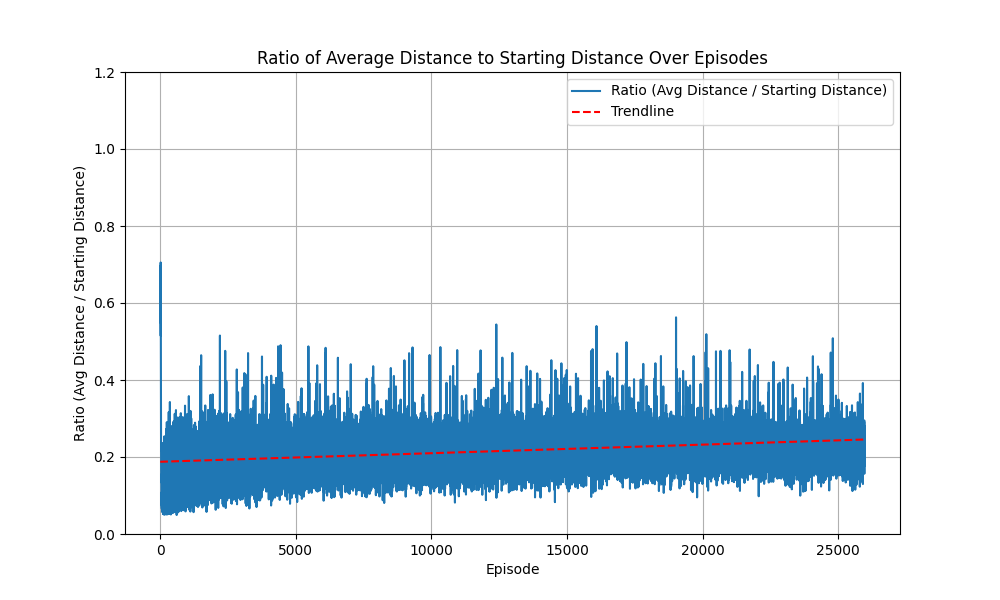 Ratio of Average Distance to Starting Distance Over Episodes
Ratio (Avg Distance / Starting Distance)
Trendline
Ratio (Avg Distance / Starting Distance)
1.2
1.0
0.8
0.6
0.4
0.2
0.0
0 5000 10000 15000 20000 25000
Episode